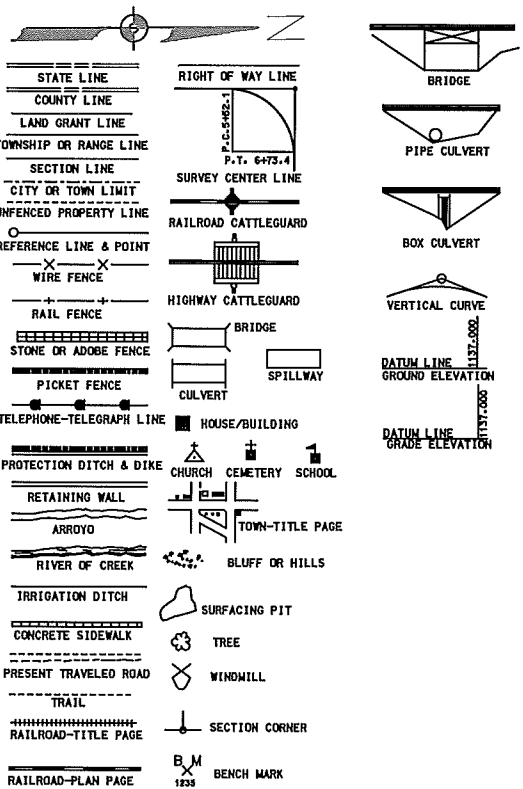 N
STATE LINE
COUNTY LINE
LAND GRANT LINE
TOWNSHIP OR RANGE LINE
SECTION LINE
CITY OR TOWN LIMIT
UNFENCED PROPERTY LINE
REFERENCE LINE & POINT
WIRE FENCE
RAIL FENCE
STONE OR ADOBE FENCE
PICKET FENCE
TELEPHONE-TELEGRAPH LINE
PROTECTION DITCH & DIKE
RETAINING WALL
ARROYO
RIVER OF CREEK
IRRIGATION DITCH
CONCRETE SIDEWALK
PRESENT TRAVELED ROAD
TRAIL
RAILROAD-TITLE PAGE
RAILROAD-PLAN PAGE
RIGHT OF WAY LINE
P.C.5+52.1
P.T. 6+73.4
SURVEY CENTER LINE
RAILROAD CATTLEGUARD
HIGHWAY CATTLEGUARD
BRIDGE
CULVERT
SPILLWAY
HOUSE/BUILDING
CHURCH CEMETERY SCHOOL
TOWN-TITLE PAGE
BLUFF OR HILLS
SURFACING PIT
TREE
WINDMILL
SECTION CORNER
B M
1235
BENCH MARK
BRIDGE
PIPE CULVERT
BOX CULVERT
VERTICAL CURVE
1137.000
DATUM LINE
GROUND ELEVATION
1137.000
DATUM LINE
GRADE ELEVATION